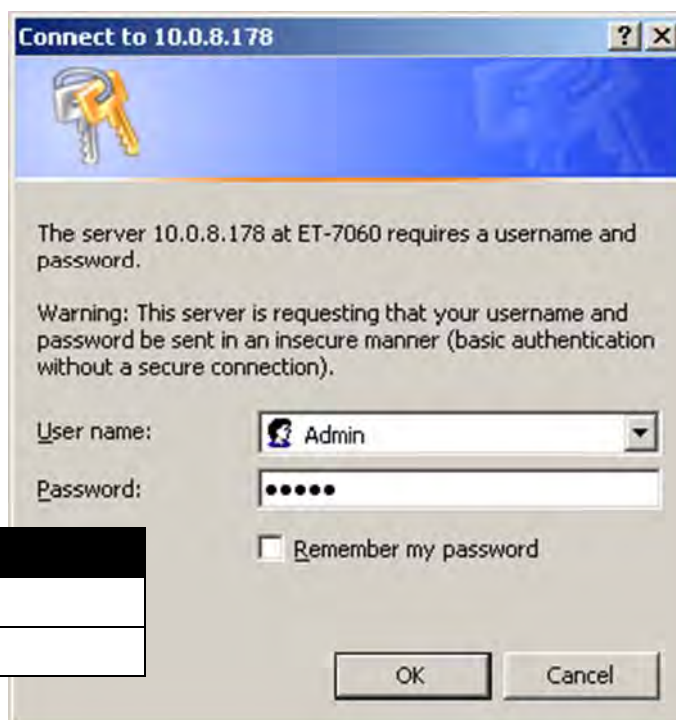 Connect to 10.0.8.178
The server 10.0.8.178 at ET-7060 requires a username and
password.
Warning: This server is requesting that your username and
password be sent in an insecure manner (basic authentication
without a secure connection).
User name:
Admin
Password:
•••••
Remember my password
OK
Cancel